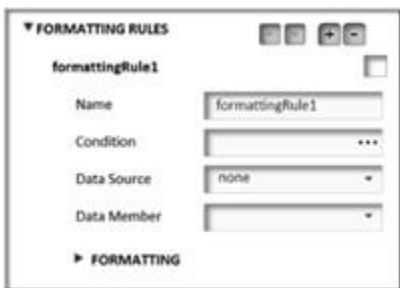 FORMATTING RULES
formattingRule1
Name formattingRule1
Condition ...
Data Source none
Data Member
FORMATTING